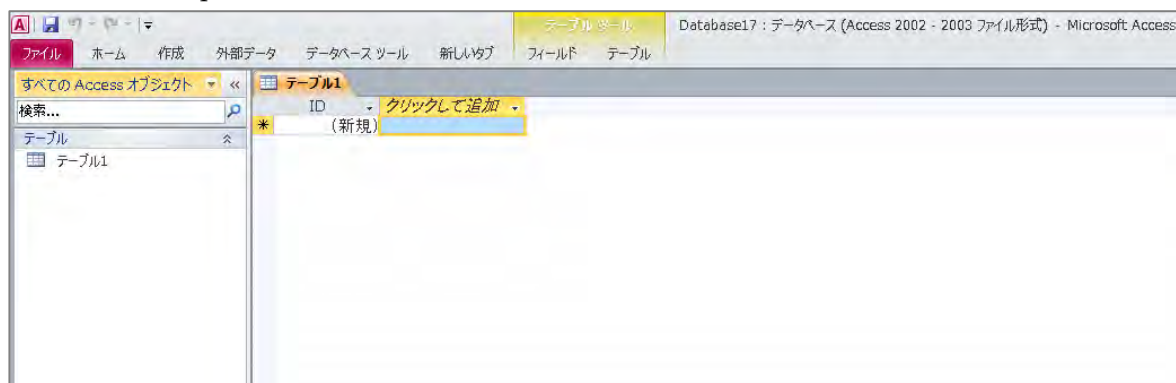 テーブル ツール Database17 : データベース (Access 2002 - 2003 ファイル形式) - Microsoft Access
ファイル ホーム 作成 外部データ データベース ツール 新しいタブ フィールド テーブル
すべての Access オブジェクト « テーブル1
検索...
ID クリックして追加
* (新規)
テーブル
テーブル1